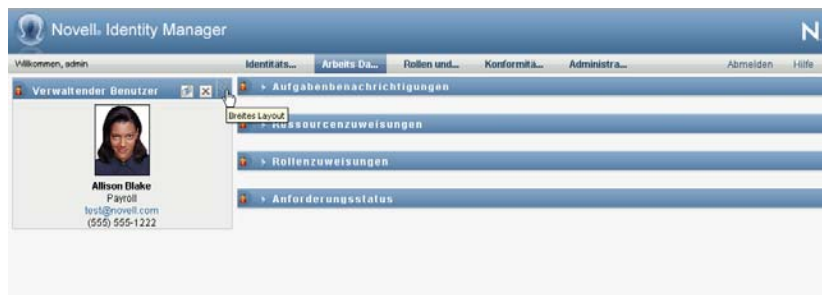 Novell® Identity Manager
N
Willkommen, admin
Identitäts...
Arbeits Da...
Rollen und...
Konformitä...
Administra...
Abmelden
Hilfe
Verwaltender Benutzer
Aufgabenbenachrichtigungen
Breites Layout
Ressourcenzuweisungen
Rollenzuweisungen
Anforderungsstatus
Allison Blake
Payroll
test@novell.com
(555) 555-1222